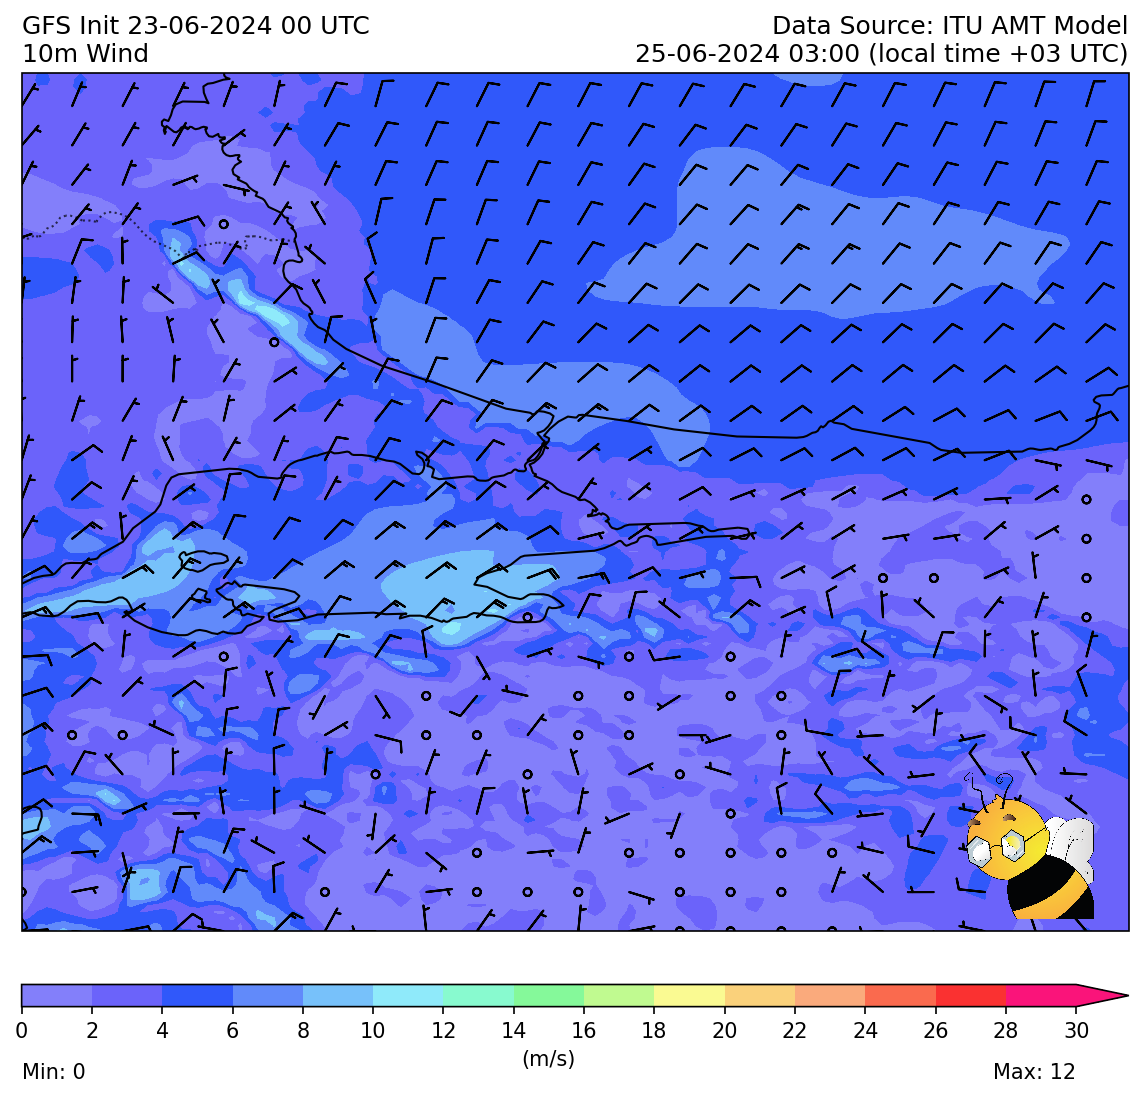 GFS Init 23-06-2024 00 UTC
Data Source: ITU AMT Model
10m Wind
25-06-2024 03:00 (local time +03 UTC)
0 2 4 6 8 10 12 14 16 18 20 22 24 26 28 30
(m/s)
Min: 0
Max: 12